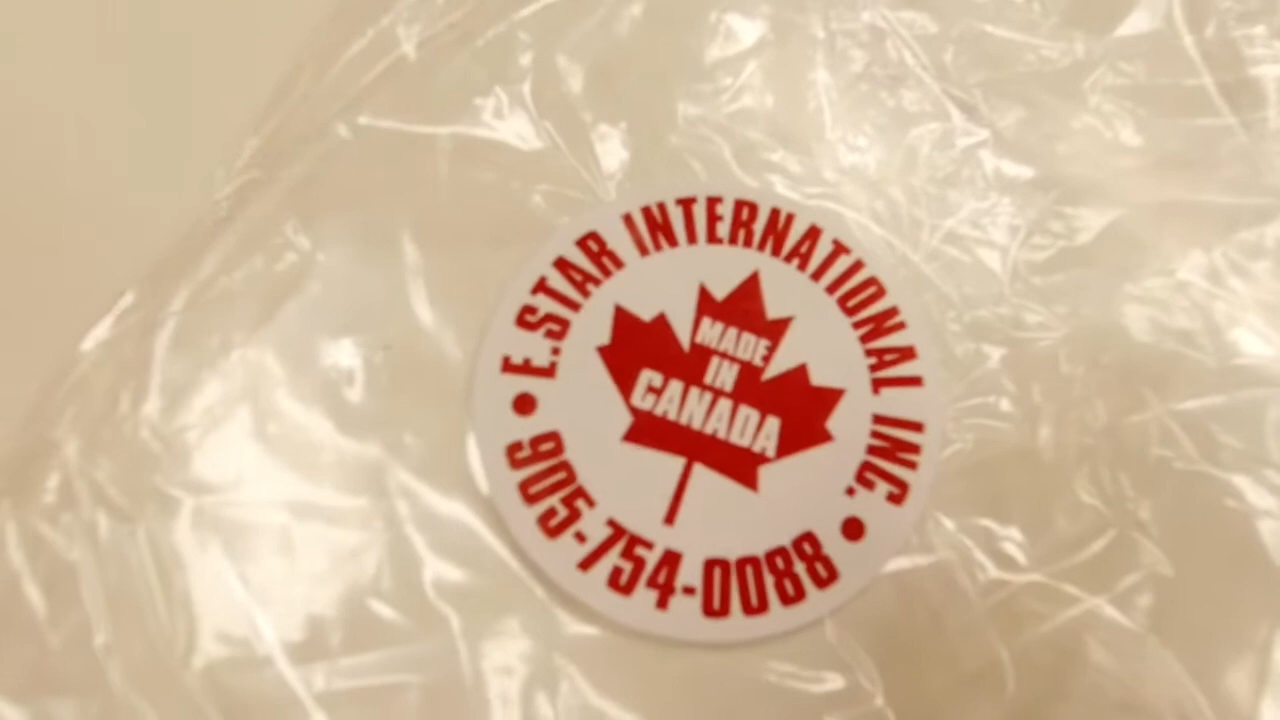 E.STAR INTERNATIONAL INC.
MADE
IN
CANADA
905-754-0088